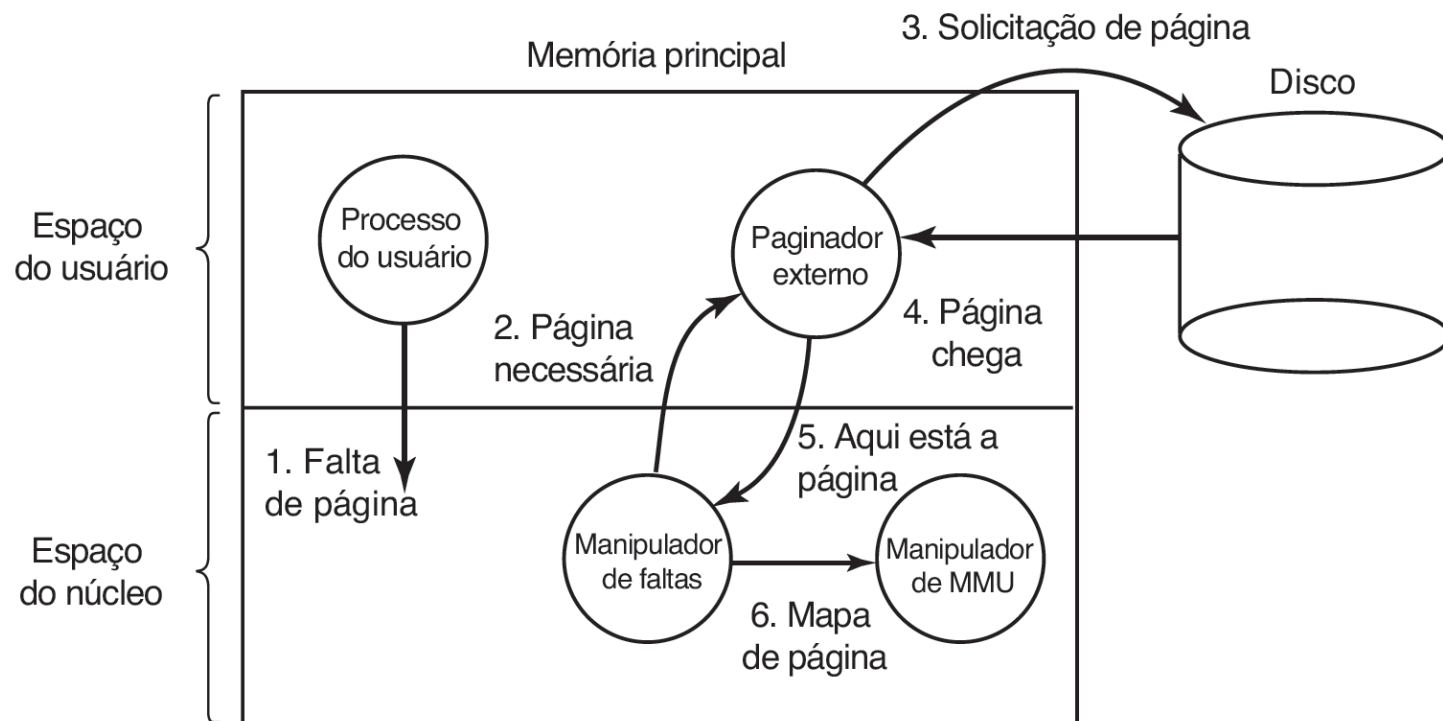 3. Solicitação de página
Memória principal
Disco
Espaço
do usuário
Processo
do usuário
Paginador
externo
2. Página
necessária
4. Página
chega
1. Falta
de página
5. Aqui está a
página
Espaço
do núcleo
Manipulador
de faltas
Manipulador
de MMU
6. Mapa
de página